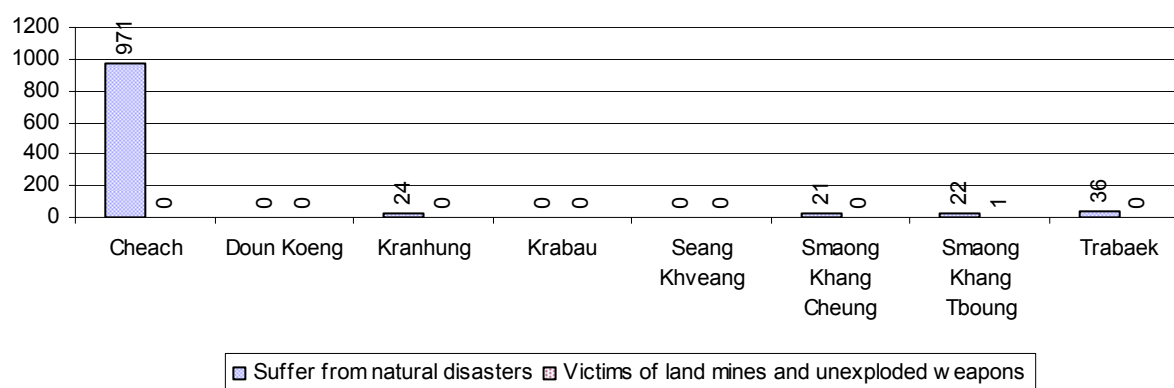 1200
1000
800
600
400
200
0
971
0
0
0
24
0
0
0
0
0
21
0
22
1
36
0
Cheach
Doun Koeng
Kranhung
Krabau
Seang
Khveang
Smaong
Khang
Cheung
Smaong
Khang
Tboung
Trabaek
Suffer from natural disasters
Victims of land mines and unexploded weapons